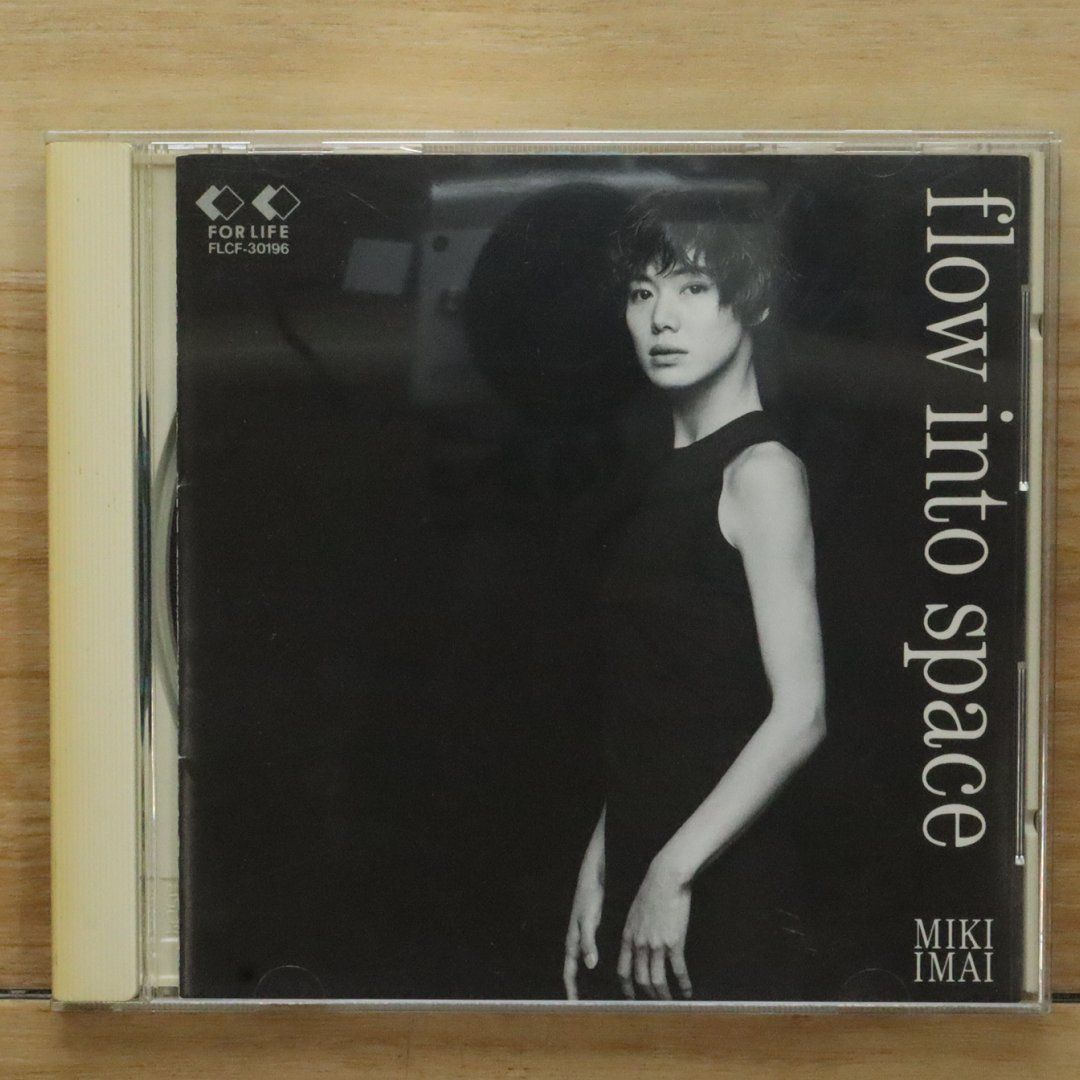 FOR LIFE
FLCF-30196
flow into space
MIKI
IMAI